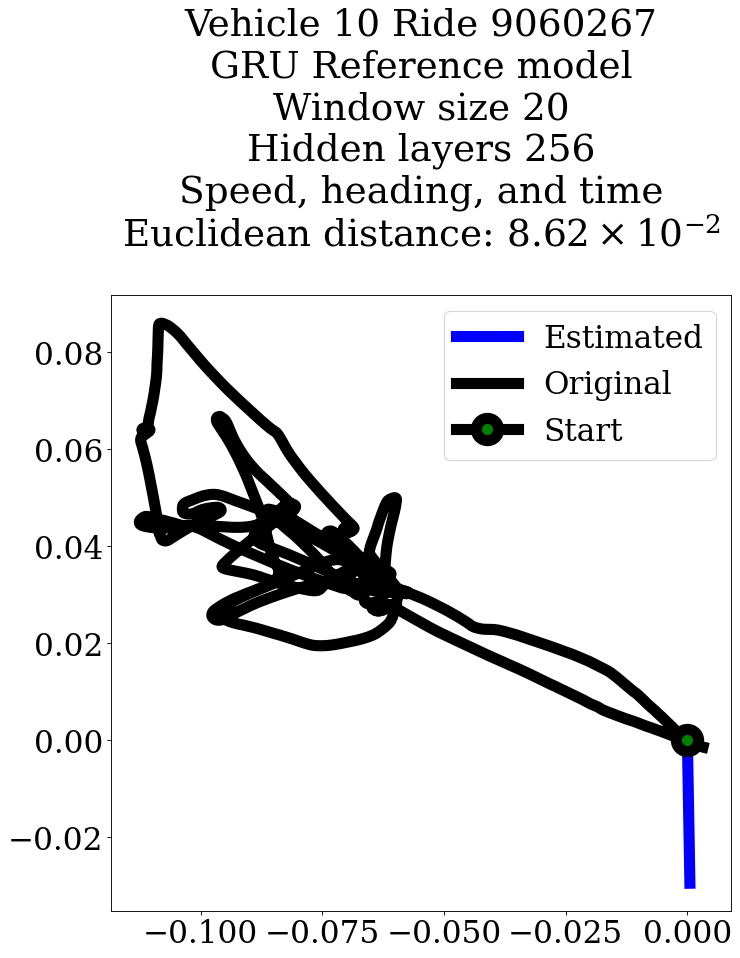 Vehicle 10 Ride 9060267
GRU Reference model
Window size 20
Hidden layers 256
Speed, heading, and time
Euclidean distance: 8.62 × 10⁻²
Estimated
Original
Start
0.08
0.06
0.04
0.02
0.00
−0.02
−0.100 −0.075 −0.050 −0.025 0.000